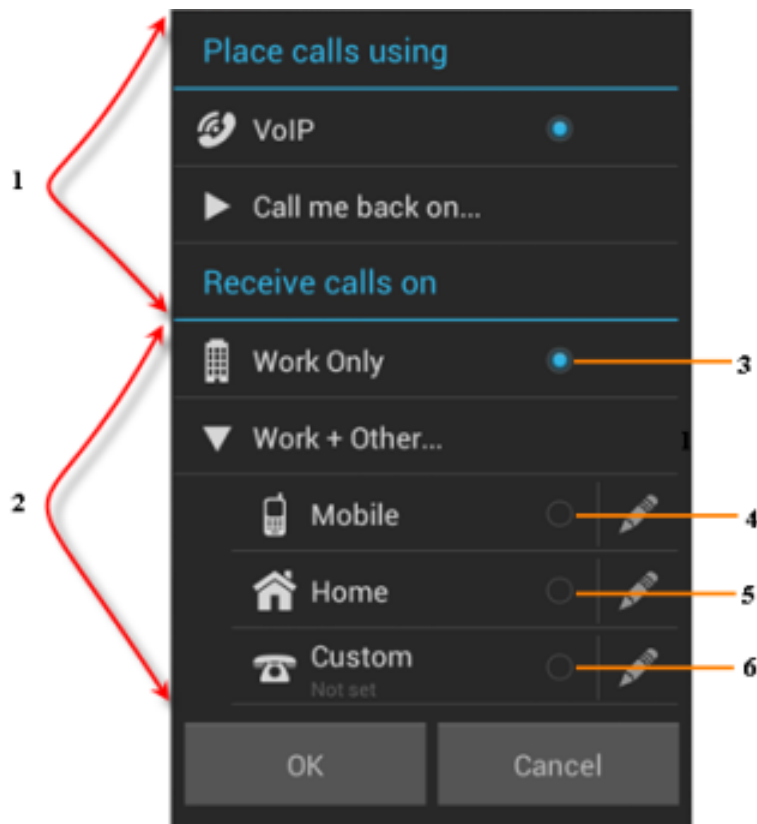 Place calls using
VoIP
1
Call me back on...
Receive calls on
Work Only
3
Work + Other...
1
2
Mobile
4
Home
5
Custom
6
Not set
OK
Cancel